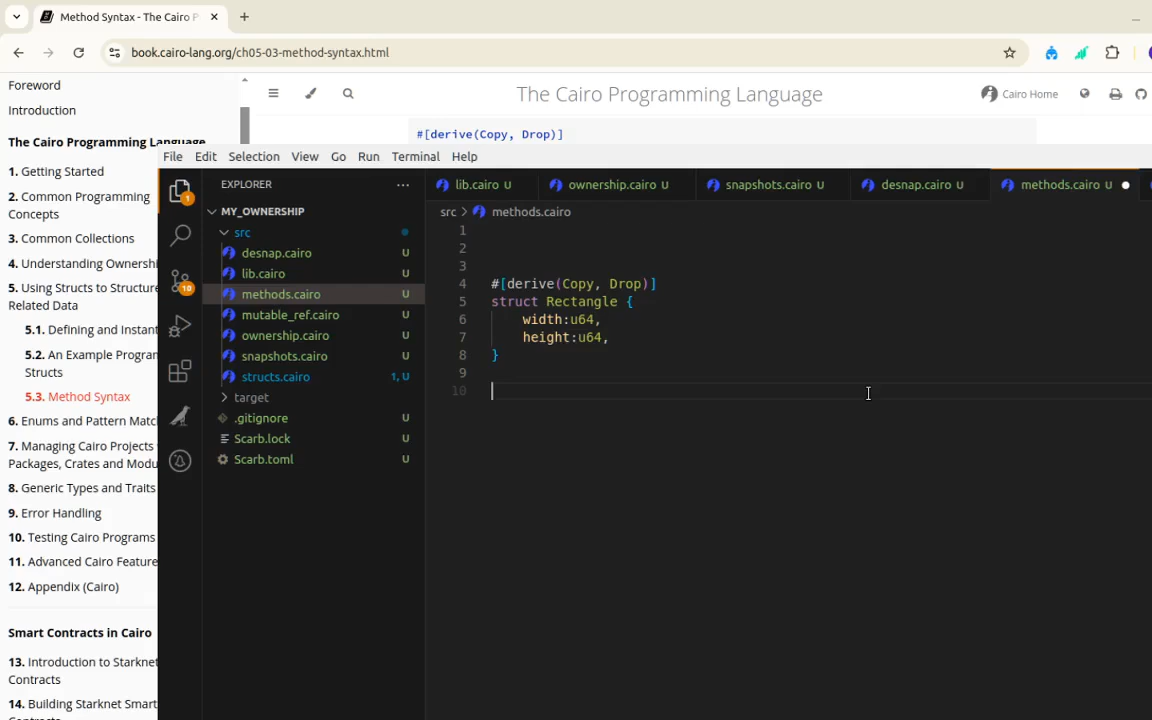 Method Syntax - The Cairo P
book.cairo-lang.org/ch05-03-method-syntax.html
Foreword
Introduction
The Cairo Programming Language
1. Getting Started
2. Common Programming
Concepts
3. Common Collections
4. Understanding Ownersh
5. Using Structs to Structure
Related Data
5.1. Defining and Instant
5.2. An Example Program
Structs
5.3. Method Syntax
6. Enums and Pattern Matc
7. Managing Cairo Projects
Packages, Crates and Modu
8. Generic Types and Traits
9. Error Handling
10. Testing Cairo Programs
11. Advanced Cairo Feature
12. Appendix (Cairo)
Smart Contracts in Cairo
13. Introduction to Starknet
Contracts
14. Building Starknet Smart
The Cairo Programming Language
Cairo Home
#[derive(Copy, Drop)]
File Edit Selection View Go Run Terminal Help
EXPLORER
MY_OWNERSHIP
src
desnap.cairo U
lib.cairo U
methods.cairo U
mutable_ref.cairo U
ownership.cairo U
snapshots.cairo U
structs.cairo 1, U
target
.gitignore U
Scarb.lock U
Scarb.toml U
1
10
lib.cairo U
ownership.cairo U
snapshots.cairo U
desnap.cairo U
methods.cairo U
src > methods.cairo
1
2
3
4 #[derive(Copy, Drop)]
5 struct Rectangle {
6 width:u64,
7 height:u64,
8 }
9
10